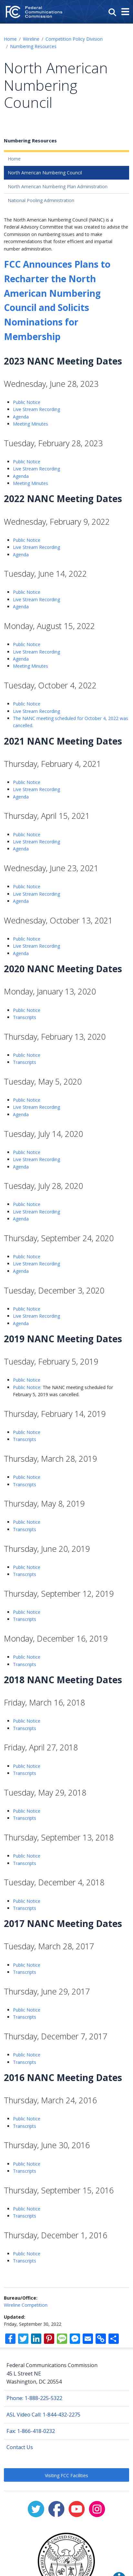 FCC Federal Communications Commission
Home / Wireline / Competition Policy Division
/ Numbering Resources
North American
Numbering
Council
Numbering Resources
Home
North American Numbering Council
North American Numbering Plan Administration
National Pooling Administration
The North American Numbering Council (NANC) is a
Federal Advisory Committee that was created to advise the
Commission on numbering issues and to make
recommendations that foster efficient and impartial
number administration.
FCC Announces Plans to
Recharter the North
American Numbering
Council and Solicits
Nominations for
Membership
2023 NANC Meeting Dates
Wednesday, June 28, 2023
Public Notice
Live Stream Recording
Agenda
Meeting Minutes
Tuesday, February 28, 2023
Public Notice
Live Stream Recording
Agenda
Meeting Minutes
2022 NANC Meeting Dates
Wednesday, February 9, 2022
Public Notice
Live Stream Recording
Agenda
Tuesday, June 14, 2022
Public Notice
Live Stream Recording
Agenda
Monday, August 15, 2022
Public Notice
Live Stream Recording
Agenda
Meeting Minutes
Tuesday, October 4, 2022
Public Notice
Live Stream Recording
The NANC meeting scheduled for October 4, 2022 was
cancelled.
2021 NANC Meeting Dates
Thursday, February 4, 2021
Public Notice
Live Stream Recording
Agenda
Thursday, April 15, 2021
Public Notice
Live Stream Recording
Agenda
Wednesday, June 23, 2021
Public Notice
Live Stream Recording
Agenda
Wednesday, October 13, 2021
Public Notice
Live Stream Recording
Agenda
2020 NANC Meeting Dates
Monday, January 13, 2020
Public Notice
Transcripts
Thursday, February 13, 2020
Public Notice
Transcripts
Tuesday, May 5, 2020
Public Notice
Live Stream Recording
Agenda
Tuesday, July 14, 2020
Public Notice
Live Stream Recording
Agenda
Tuesday, July 28, 2020
Public Notice
Live Stream Recording
Agenda
Thursday, September 24, 2020
Public Notice
Live Stream Recording
Agenda
Tuesday, December 3, 2020
Public Notice
Live Stream Recording
Agenda
2019 NANC Meeting Dates
Tuesday, February 5, 2019
Public Notice
Public Notice: The NANC meeting scheduled for
February 5, 2019 was cancelled.
Thursday, February 14, 2019
Public Notice
Transcripts
Thursday, March 28, 2019
Public Notice
Transcripts
Thursday, May 8, 2019
Public Notice
Transcripts
Thursday, June 20, 2019
Public Notice
Transcripts
Thursday, September 12, 2019
Public Notice
Transcripts
Monday, December 16, 2019
Public Notice
Transcripts
2018 NANC Meeting Dates
Friday, March 16, 2018
Public Notice
Transcripts
Friday, April 27, 2018
Public Notice
Transcripts
Tuesday, May 29, 2018
Public Notice
Transcripts
Thursday, September 13, 2018
Public Notice
Transcripts
Tuesday, December 4, 2018
Public Notice
Transcripts
2017 NANC Meeting Dates
Tuesday, March 28, 2017
Public Notice
Transcripts
Thursday, June 29, 2017
Public Notice
Transcripts
Thursday, December 7, 2017
Public Notice
Transcripts
2016 NANC Meeting Dates
Thursday, March 24, 2016
Public Notice
Transcripts
Thursday, June 30, 2016
Public Notice
Transcripts
Thursday, September 15, 2016
Public Notice
Transcripts
Thursday, December 1, 2016
Public Notice
Transcripts
Bureau/Office:
Wireline Competition
Updated:
Friday, September 30, 2022
Federal Communications Commission
45 L Street NE
Washington, DC 20554
Phone: 1-888-225-5322
ASL Video Call: 1-844-432-2275
Fax: 1-866-418-0232
Contact Us
Visiting FCC Facilities